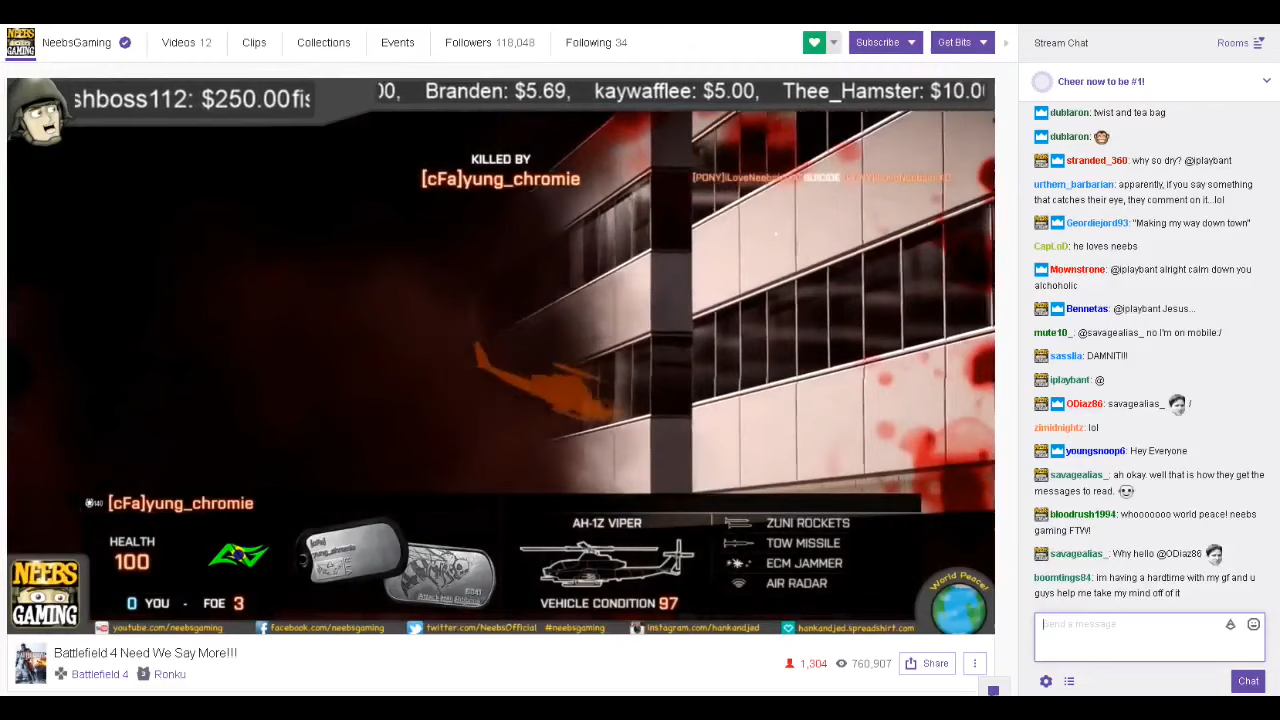 NeebsGaming Videos 12 Clips Collections Events Followers 118,048 Following 34 Subscribe Get Bits
Stream Chat Rooms
NEEBS
GAMING
shboss112: $250.00
00, Branden: $5.69, kaywafflee: $5.00, Thee_Hamster: $10.0
KILLED BY
[cFa]yung_chromie
SUICIDE
140 [cFa]yung_chromie
HEALTH
100
0 YOU - FOE 3
AH-1Z VIPER
VEHICLE CONDITION 97
ZUNI ROCKETS
TOW MISSILE
ECM JAMMER
AIR RADAR
World Peace!
NEEBS
GAMING
youtube.com/neebsgaming facebook.com/neebsgaming twitter.com/NeebsOfficial #neebsgaming instagram.com/hankandjed hankandjed.spreadshirt.com
Battlefield 4 Need We Say More!!!
Battlefield 4 Ronku
1,304 760,907 Share
Cheer now to be #1!
dublaron: twist and tea bag
dublaron:
stranded_360: why so dry? @iplaybant
urthem_barbarian: apparently, if you say something
that catches their eye, they comment on it...lol
Geordiejord93: "Making my way down town"
CapLnD: he loves neebs
Mownstrone: @iplaybant alright calm down you
alchoholic
Bennetas: @iplaybant Jesus...
mute10_: @savagealias_ no I'm on mobile:/
sasslla: DAMNIT!!!
iplaybant: @
ODiaz86: savagealias_ /
zimidnightz: lol
youngsnoop6: Hey Everyone
savagealias_: ah okay. well that is how they get the
messages to read.
bloodrush1994: whooooooo world peace! neebs
gaming FTW!
savagealias_: Why hello @ODiaz86
boomtings84: im having a hardtime with my gf and u
guys help me take my mind off of it
Send a message
Chat